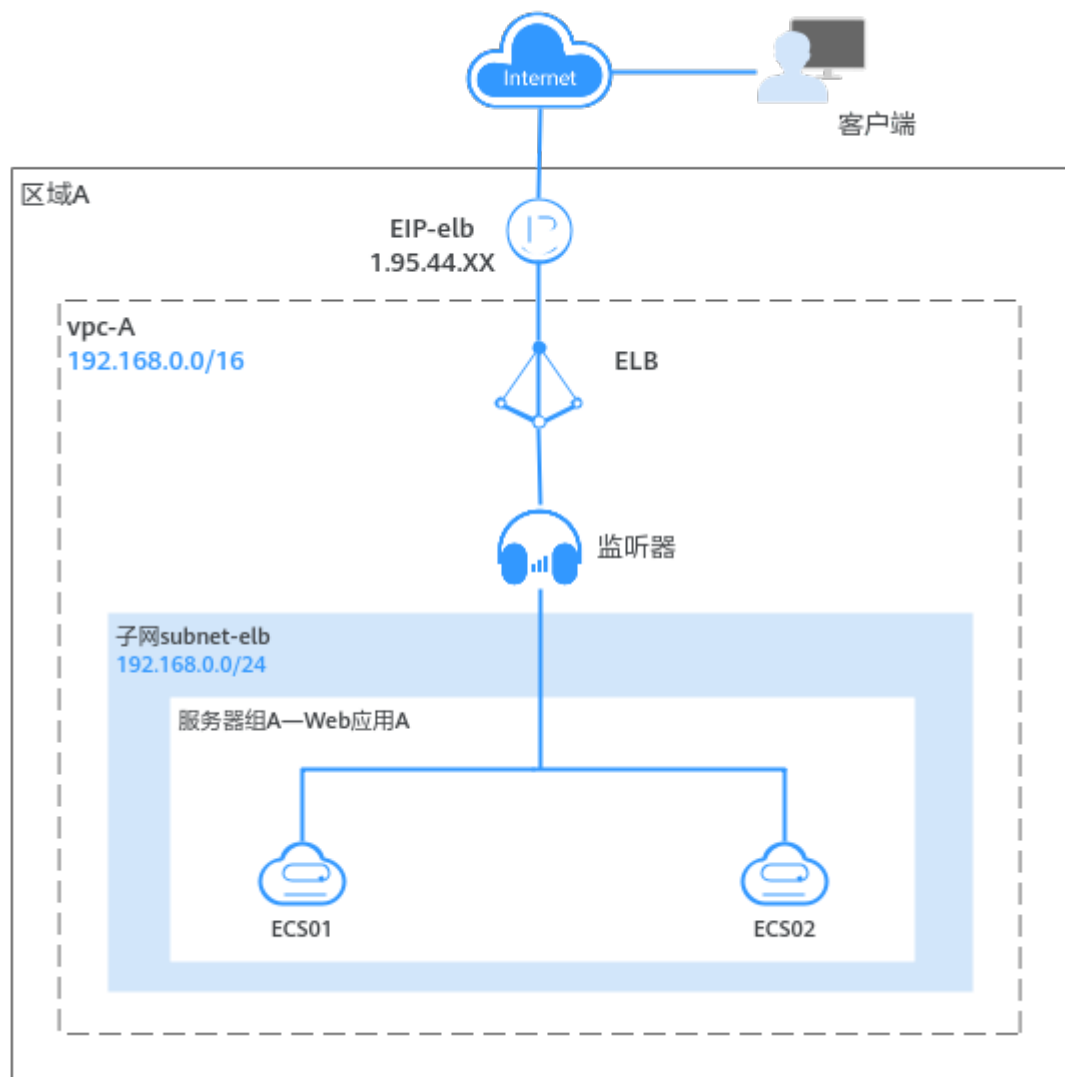 Internet
客户端
区域A
EIP-elb
1.95.44.XX
vpc-A
192.168.0.0/16
ELB
监听器
子网subnet-elb
192.168.0.0/24
服务器组A—Web应用A
ECS01
ECS02